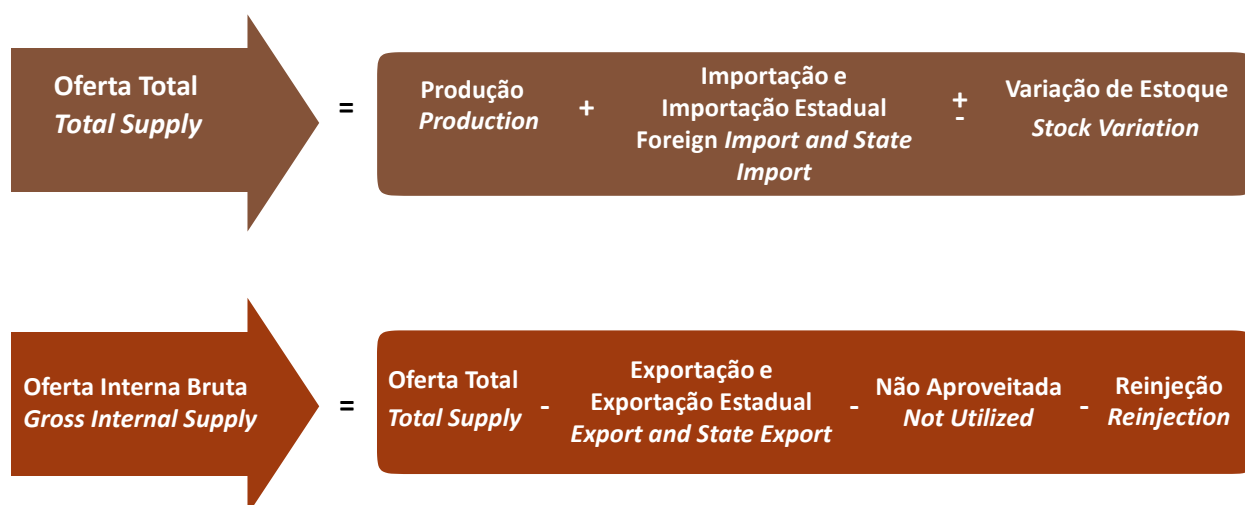 Oferta Total
Total Supply
=
Produção
Production
+
Importação e
Importação Estadual
Foreign Import and State
Import
+
-
Variação de Estoque
Stock Variation
Oferta Interna Bruta
Gross Internal Supply
=
Oferta Total
Total Supply
-
Exportação e
Exportação Estadual
Export and State Export
-
Não Aproveitada
Not Utilized
-
Reinjeção
Reinjection